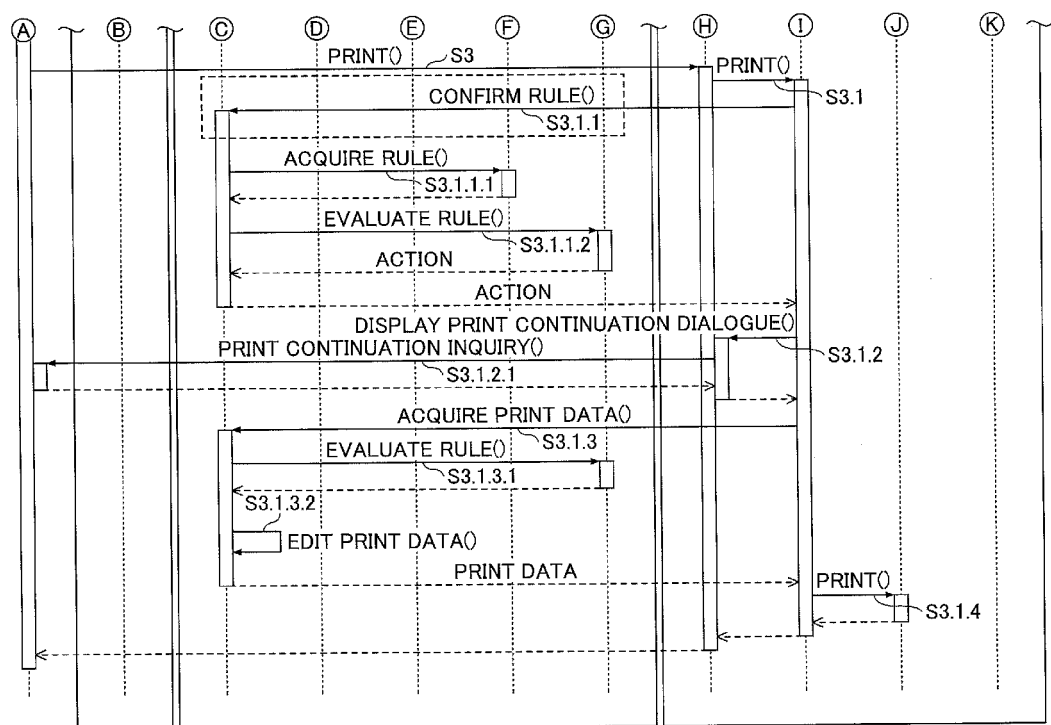 A B C D E F G H I J K
PRINT() S3
PRINT()
S3.1
CONFIRM RULE()
S3.1.1
ACQUIRE RULE()
S3.1.1.1
EVALUATE RULE()
S3.1.1.2
ACTION
ACTION
DISPLAY PRINT CONTINUATION DIALOGUE()
PRINT CONTINUATION INQUIRY()
S3.1.2
S3.1.2.1
ACQUIRE PRINT DATA()
S3.1.3
EVALUATE RULE()
S3.1.3.1
S3.1.3.2
EDIT PRINT DATA()
PRINT DATA
PRINT()
S3.1.4